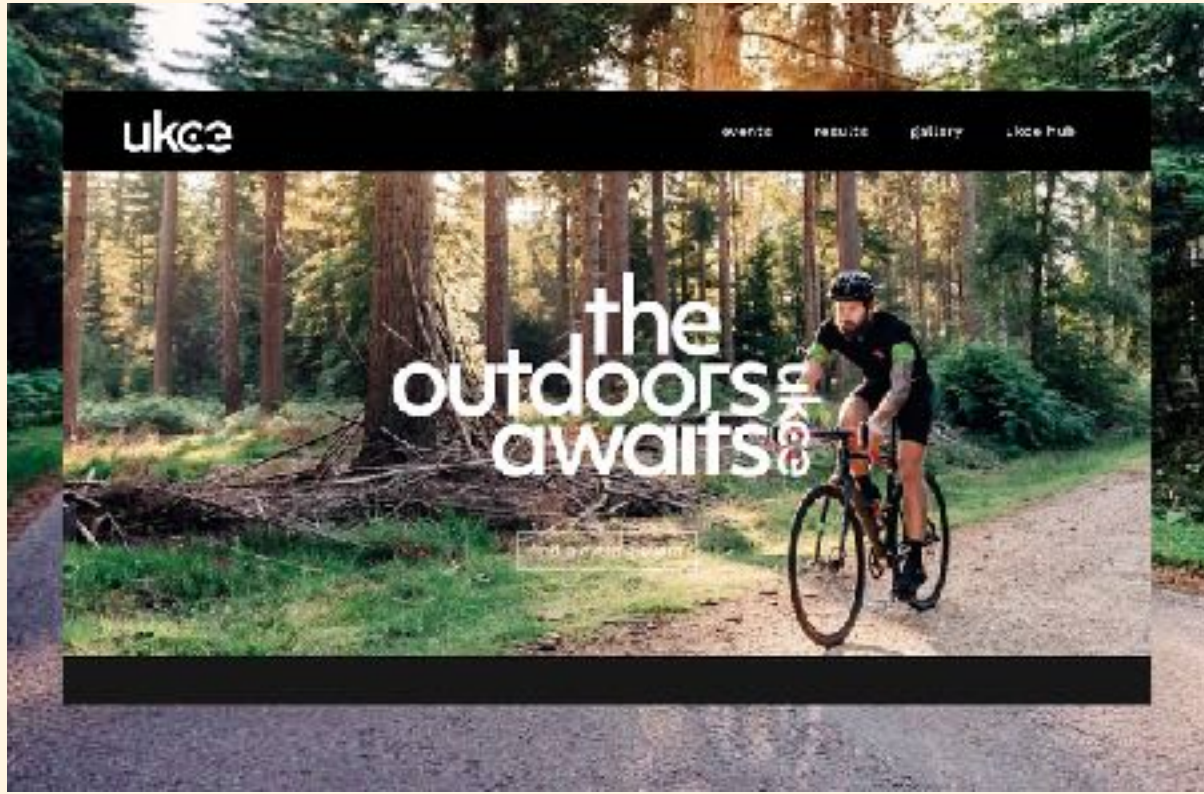 ukce
events results gallery ukce hub
the
outdoors
awaits
ukce